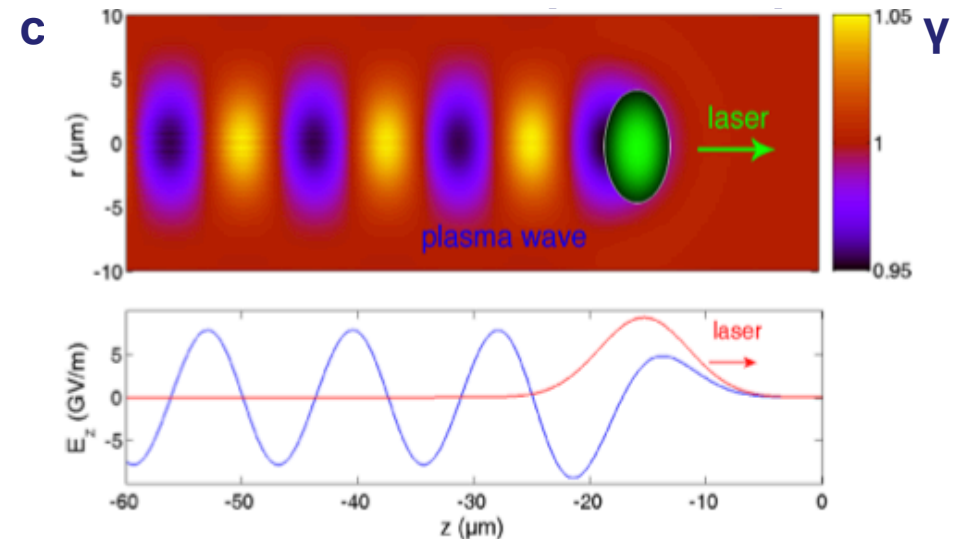 c
γ
10
5
0
-5
-10
r (μm)
laser
plasma wave
1.05
1
0.95
5
0
-5
E_z (GV/m)
laser
-60 -50 -40 -30 -20 -10 0
z (μm)